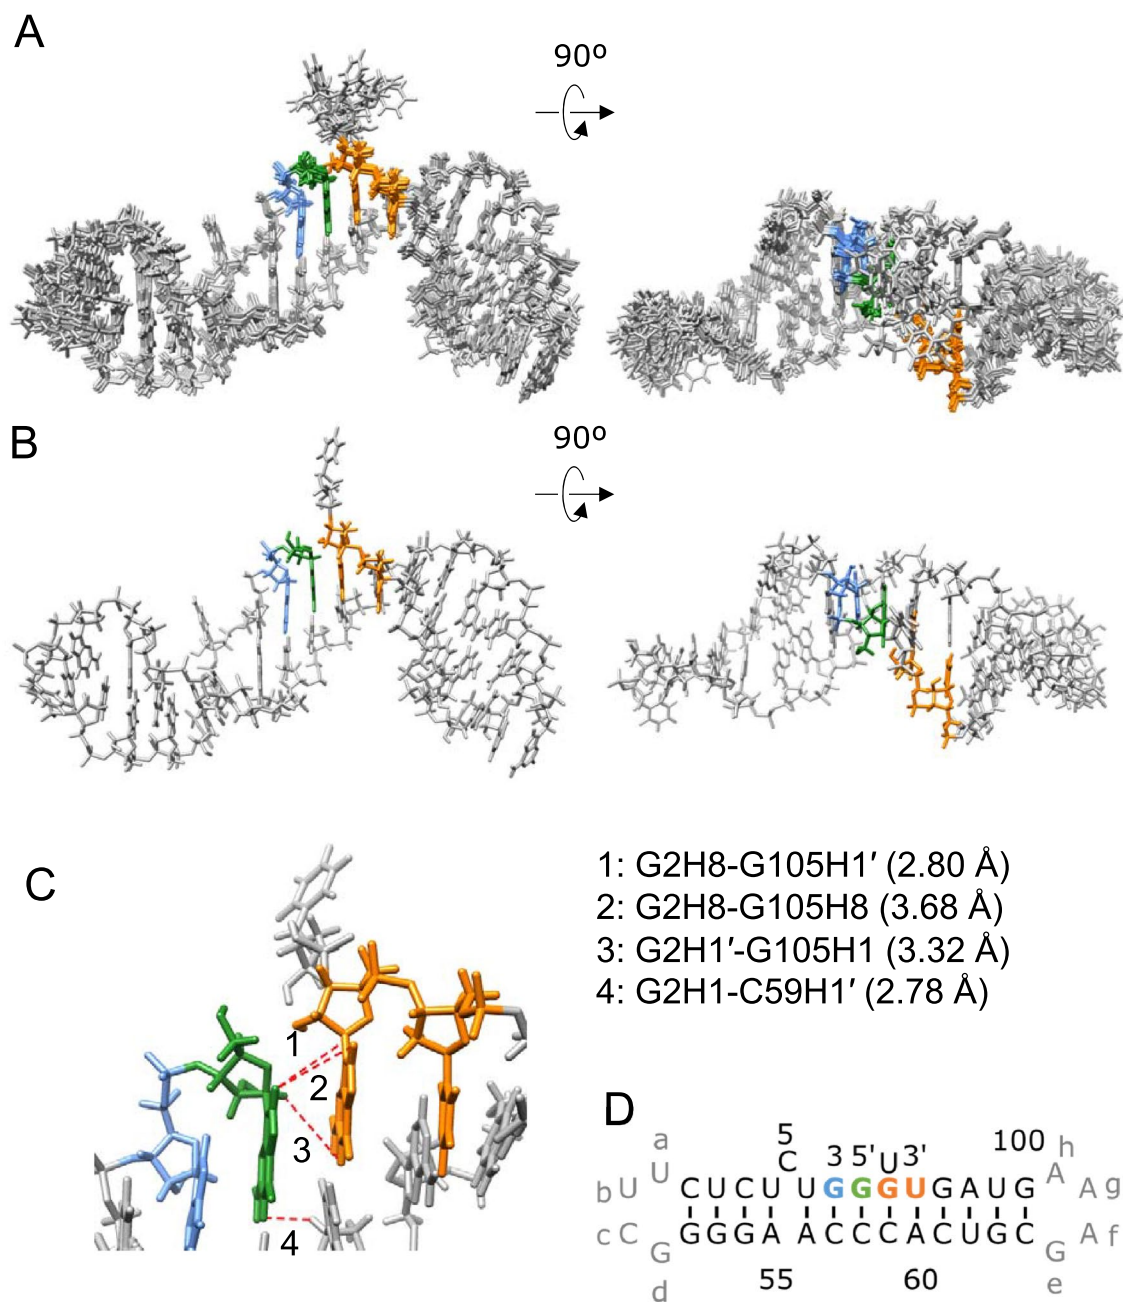 A
90º
B
90º
C
1: G2H8-G105H1′ (2.80 Å)
2: G2H8-G105H8 (3.68 Å)
3: G2H1′-G105H1 (3.32 Å)
4: G2H1-C59H1′ (2.78 Å)
1
2
3
4
D
a
5
C
3 5' U 3'
100
h
b U U C U C U U G G G U G A U G A A g
c C G G G G A A C C C A C U G C G A f
d
55
60
e